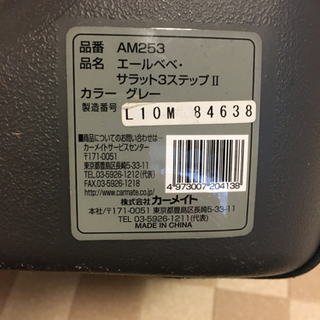 品番 AM253
品名 エールベベ・
サラット3ステップⅡ
カラー グレー
製造番号 L10M 84638
■商品についてのお問い合わせは…
カーメイトサービスセンター
〒171-0051
東京都豊島区長崎5-33-11
TEL.03-5926-1212(代表)
FAX.03-5926-1218
www.carmate.co.jp
4973007204138
株式会社 カーメイト
本社/〒171-0051 東京都豊島区長崎5-33-11
TEL 03-5926-1211(代表)
MADE IN CHINA